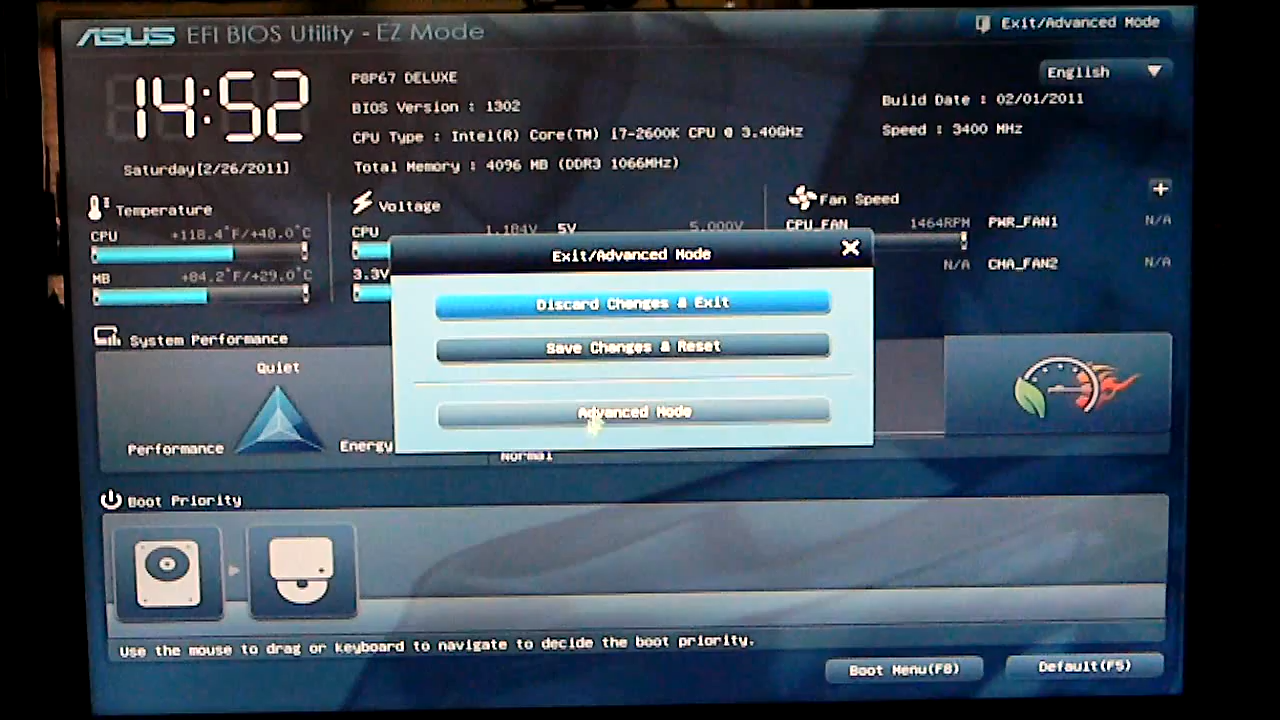 ASUS EFI BIOS Utility - EZ Mode
Exit/Advanced Mode
14:52
Saturday[2/26/2011]
P8P67 DELUXE
BIOS Version : 1302
CPU Type : Intel(R) Core(TM) i7-2600K CPU @ 3.40GHz
Total Memory : 4096 MB (DDR3 1066MHz)
English
Build Date : 02/01/2011
Speed : 3400 MHz
Temperature
CPU +118.4°F/+48.0°C
MB +84.2°F/+29.0°C
Voltage
CPU 1.184V 5V 5.000V
3.3V
Fan Speed
CPU_FAN 1464RPM PWR_FAN1 N/A
N/A CHA_FAN2 N/A
Exit/Advanced Mode
Discard Changes & Exit
Save Changes & Reset
Advanced Mode
System Performance
Quiet
Performance
Energy
Normal
Boot Priority
Use the mouse to drag or keyboard to navigate to decide the boot priority.
Boot Menu(F8)
Default(F5)